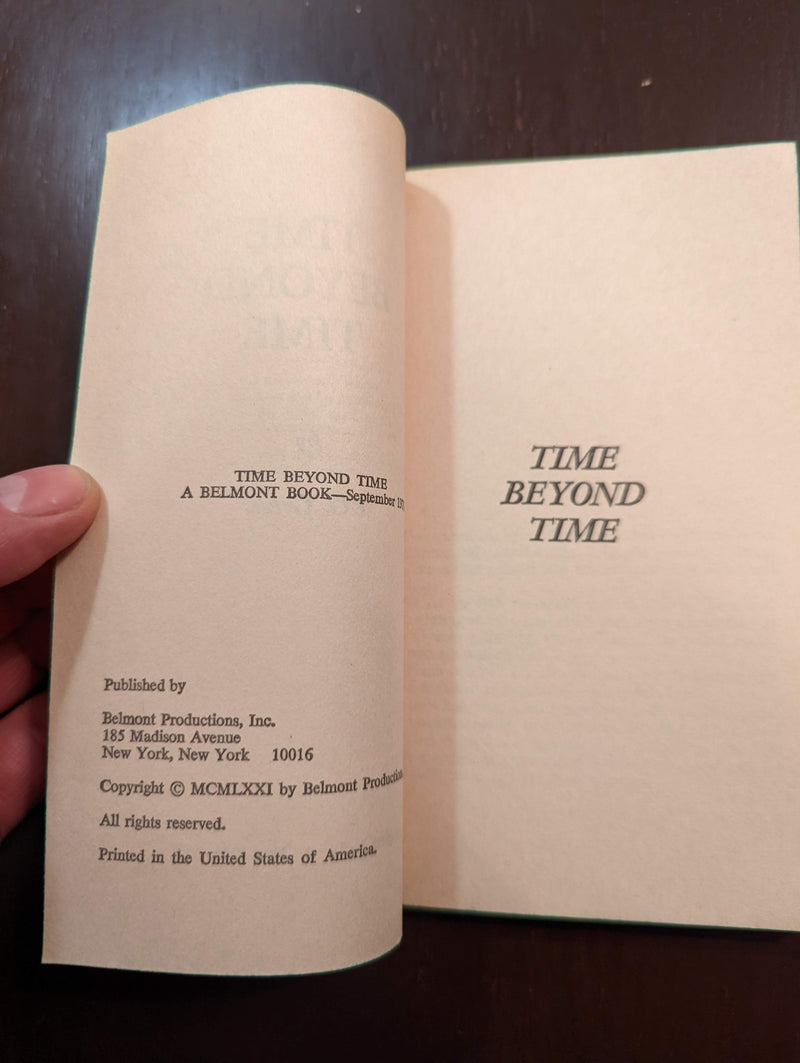 TIME BEYOND TIME
A BELMONT BOOK—September
Published by
Belmont Productions, Inc.
185 Madison Avenue
New York, New York 10016
Copyright © MCMLXXI by Belmont
All rights reserved.
Printed in the United States of America.
TIME
BEYOND
TIME